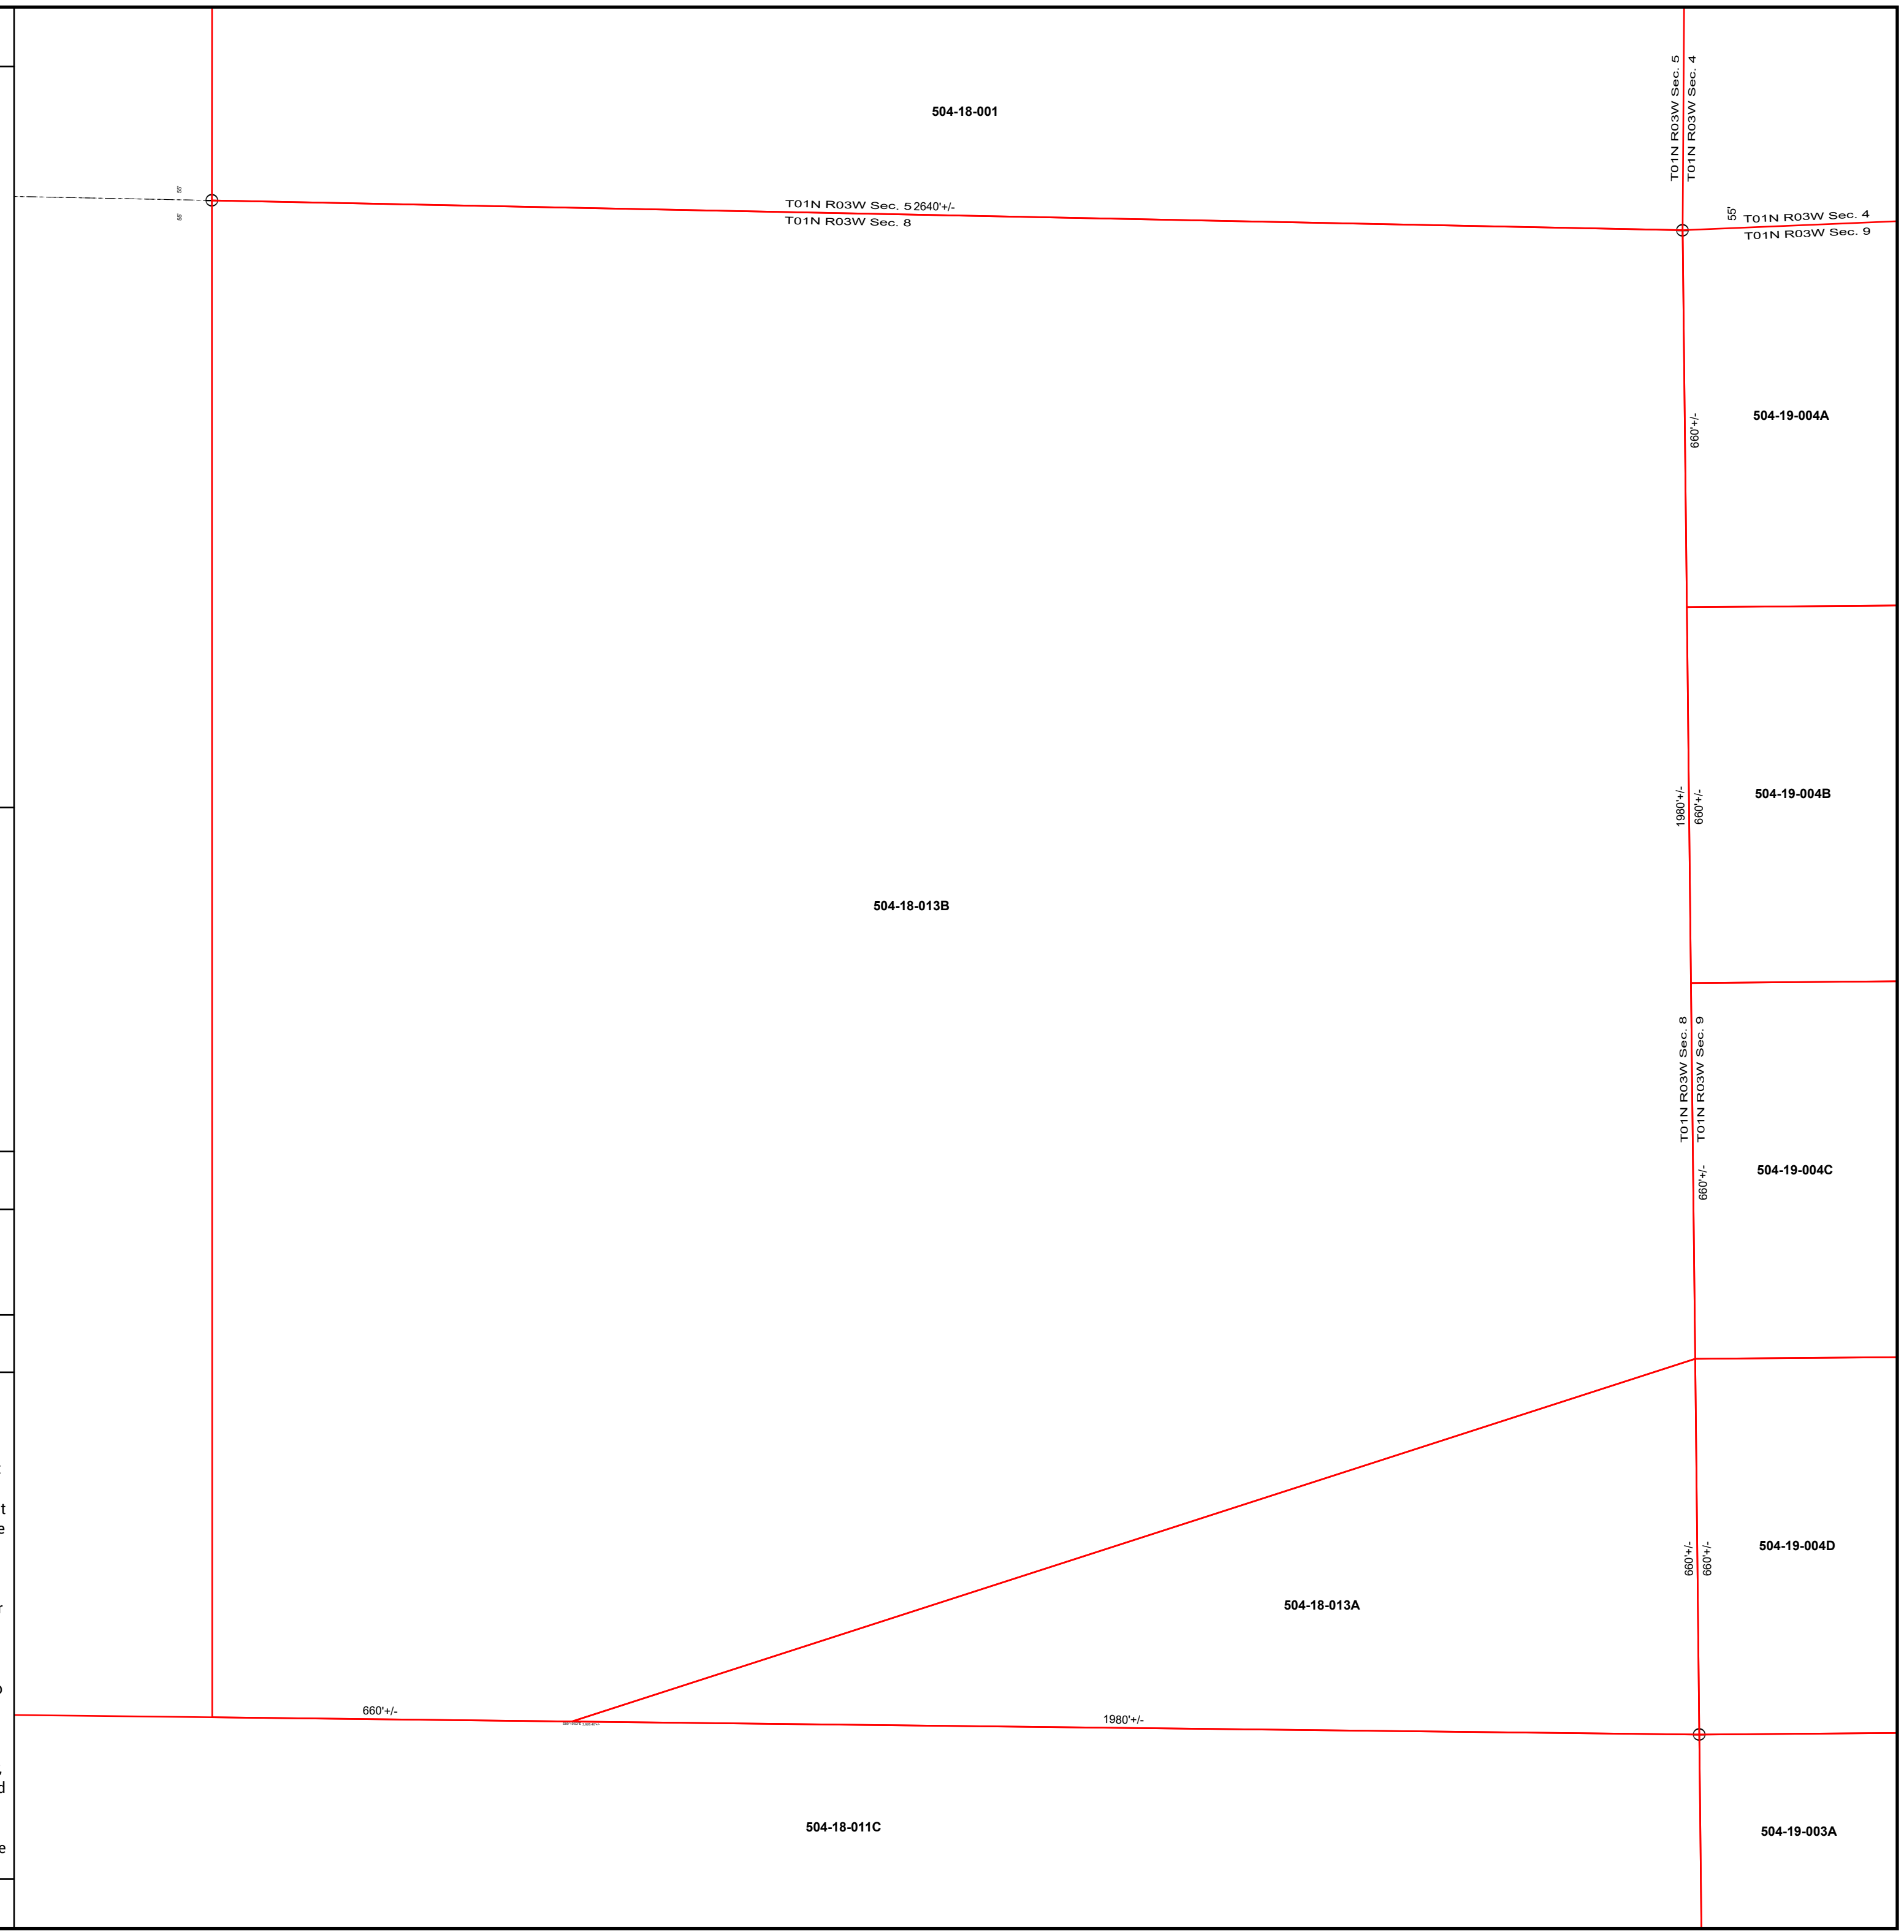 504-18-001
T01N R03W Sec. 5
T01N R03W Sec. 4
55'
55'
T01N R03W Sec. 5 2640'+/-
T01N R03W Sec. 8
55'
T01N R03W Sec. 4
T01N R03W Sec. 9
660'+/-
504-19-004A
1980'+/-
660'+/-
504-19-004B
504-18-013B
T01N R03W Sec. 8
T01N R03W Sec. 9
660'+/-
504-19-004C
t
e
r
660'+/-
660'+/-
504-19-004D
504-18-013A
660'+/-
1980'+/-
d
504-18-011C
504-19-003A
e